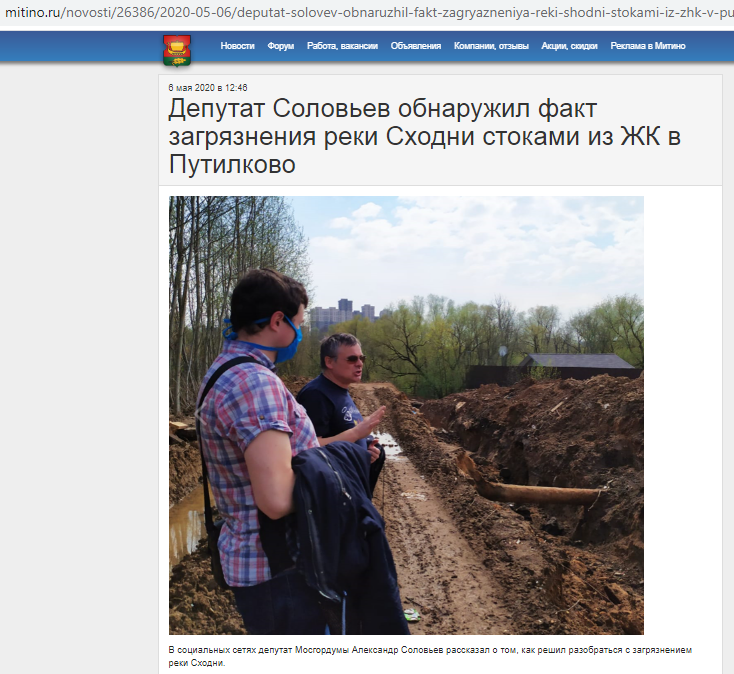 mitino.ru/novosti/26386/2020-05-06/deputat-solovev-obnaruzhil-fakt-zagryazneniya-reki-shodni-stokami-iz-zhk-v-pu
Новости Форум Работа, вакансии Объявления Компании, отзывы Акции, скидки Реклама в Митино
6 мая 2020 в 12:46
Депутат Соловьев обнаружил факт
загрязнения реки Сходни стоками из ЖК в
Путилково
В социальных сетях депутат Мосгордумы Александр Соловьев рассказал о том, как решил разобраться с загрязнением
реки Сходни.